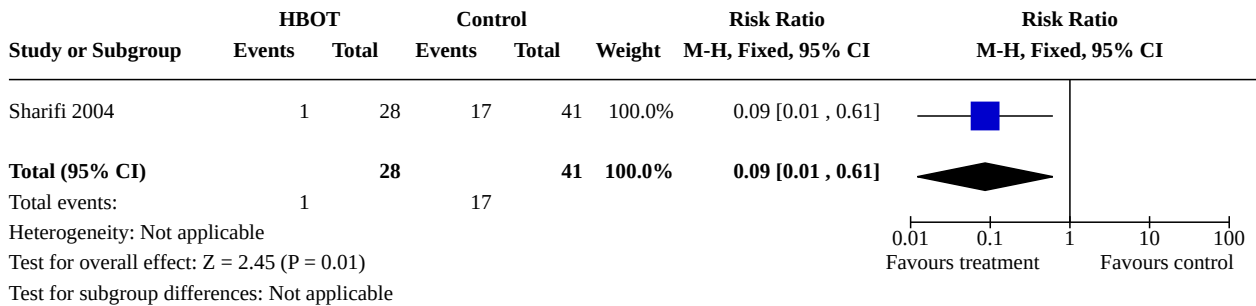 HBOT Control Risk Ratio Risk Ratio
Study or Subgroup Events Total Events Total Weight M-H, Fixed, 95% CI M-H, Fixed, 95% CI
Sharifi 2004 1 28 17 41 100.0% 0.09 [0.01 , 0.61]
Total (95% CI) 28 41 100.0% 0.09 [0.01 , 0.61]
Total events: 1 17
Heterogeneity: Not applicable 0.01 0.1 1 10 100
Test for overall effect: Z = 2.45 (P = 0.01) Favours treatment Favours control
Test for subgroup differences: Not applicable